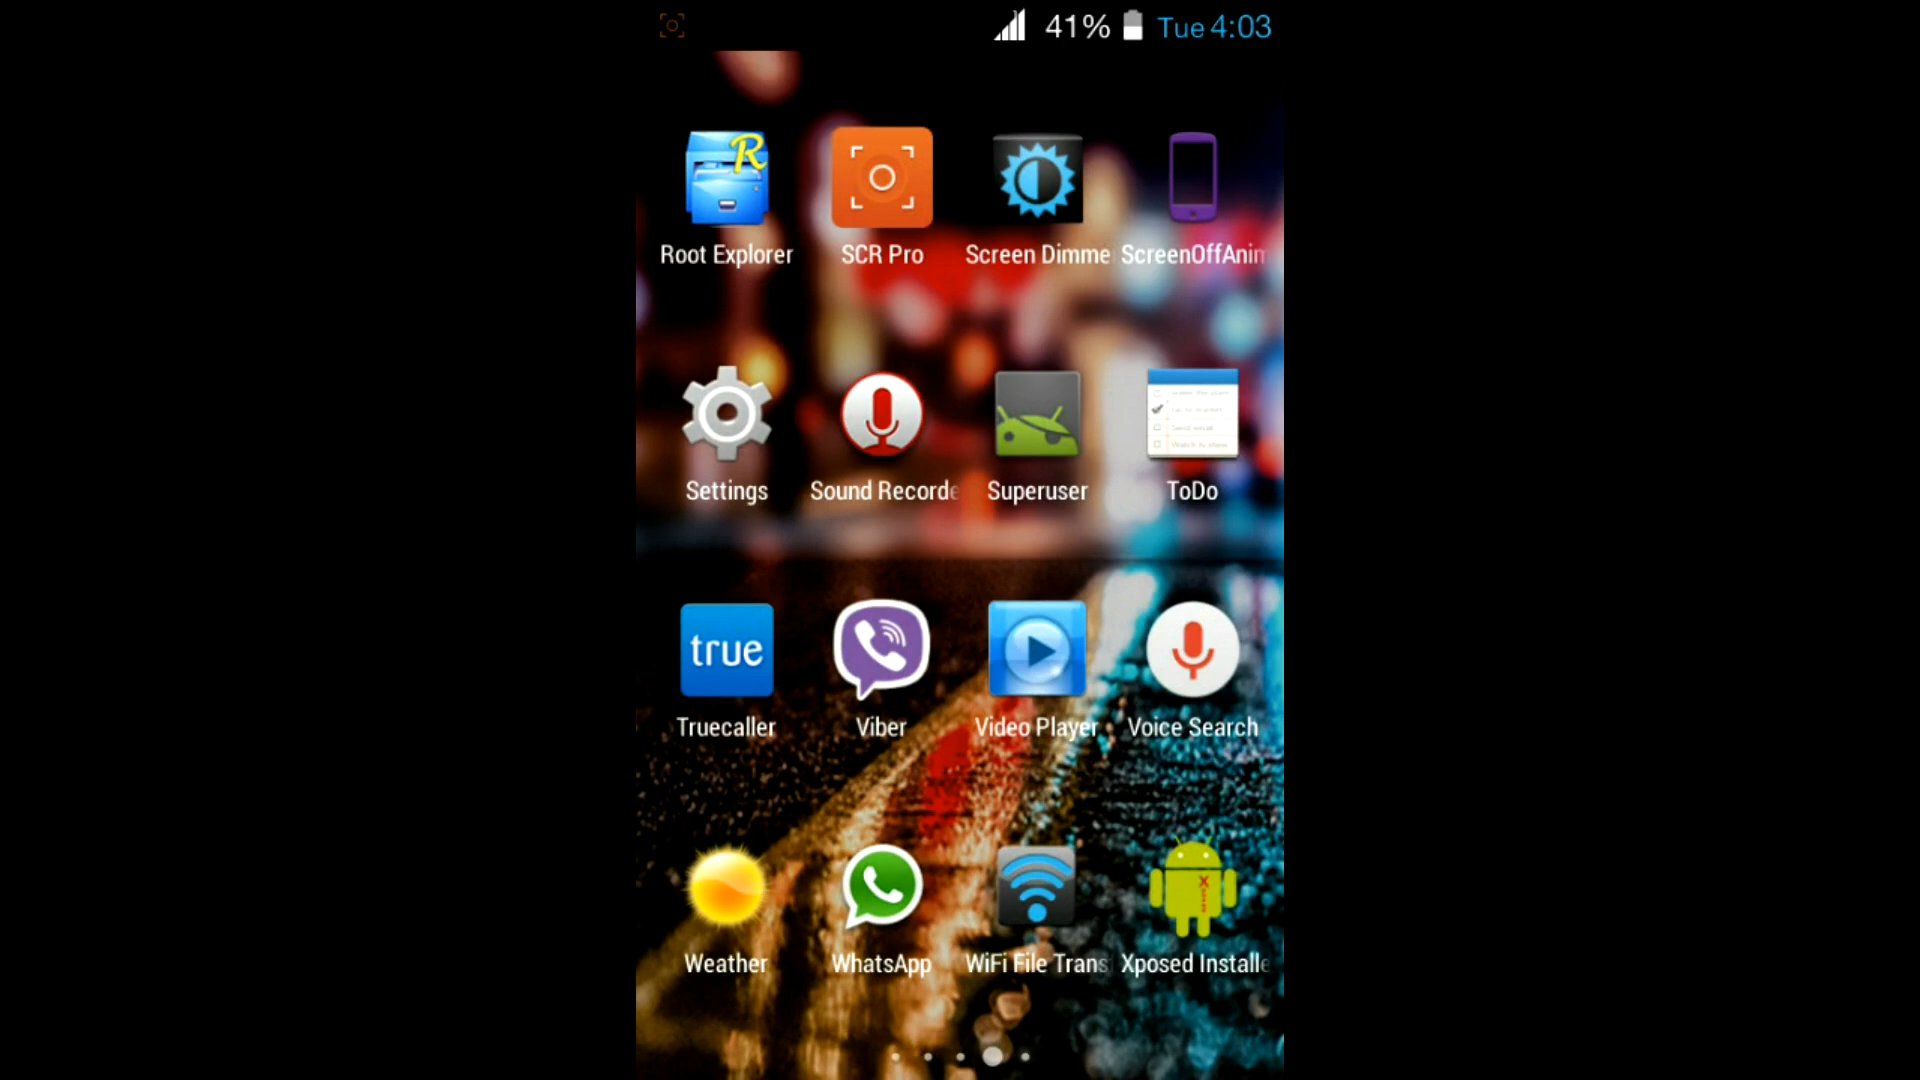 41% Tue 4:03
R
Root Explorer SCR Pro Screen Dimme ScreenOffAnim
Settings Sound Recorde Superuser ToDo
true
Truecaller Viber Video Player Voice Search
Weather WhatsApp WiFi File Trans Xposed Installe